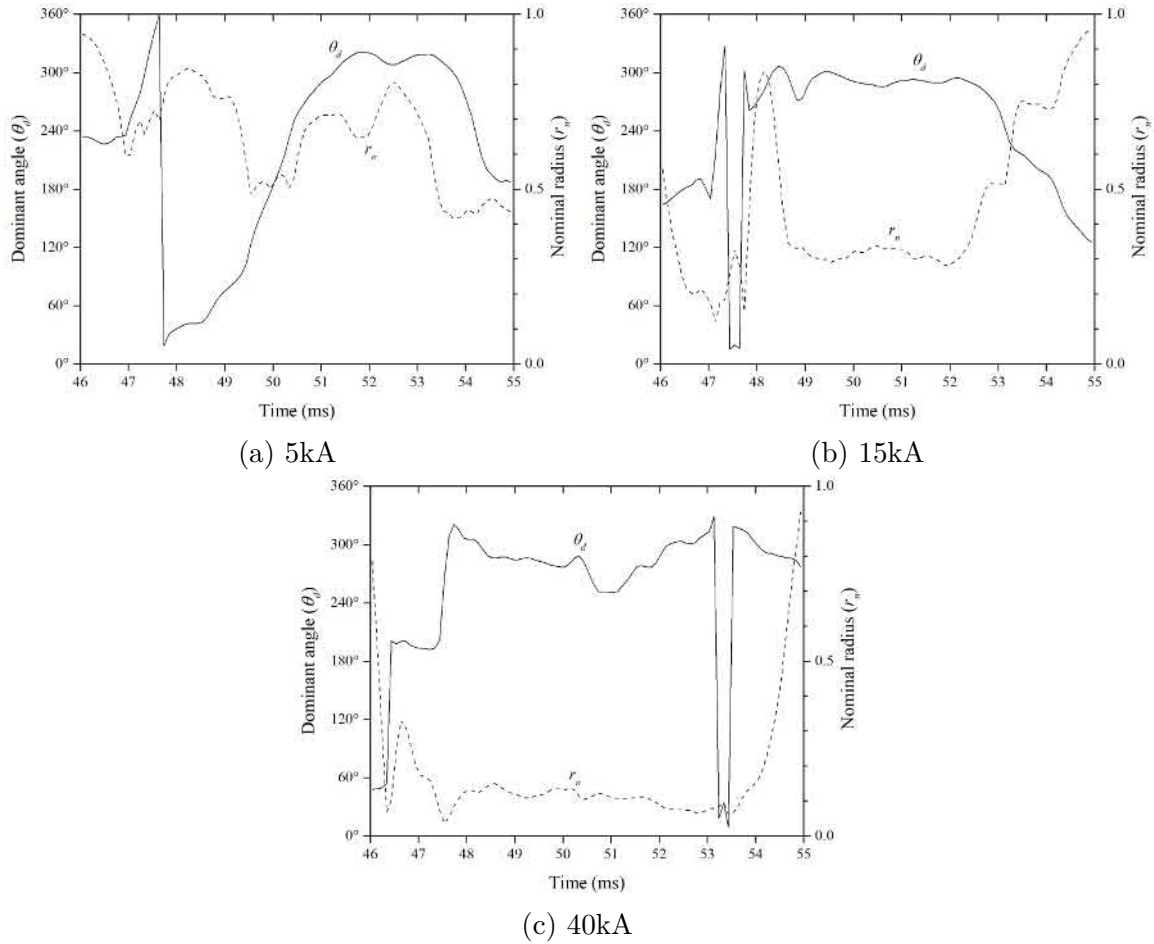 360°
300°
240°
180°
120°
60°
0°
Dominant angle (θd)
θd
rn
1.0
0.5
0.0
Nominal radius (rn)
46 47 48 49 50 51 52 53 54 55
Time (ms)
(a) 5kA
360°
300°
240°
180°
120°
60°
0°
Dominant angle (θd)
θd
rn
1.0
0.5
0.0
Nominal radius (rn)
46 47 48 49 50 51 52 53 54 55
Time (ms)
(b) 15kA
360°
300°
240°
180°
120°
60°
0°
Dominant angle (θd)
θd
rn
1.0
0.5
0.0
Nominal radius (rn)
46 47 48 49 50 51 52 53 54 55
Time (ms)
(c) 40kA